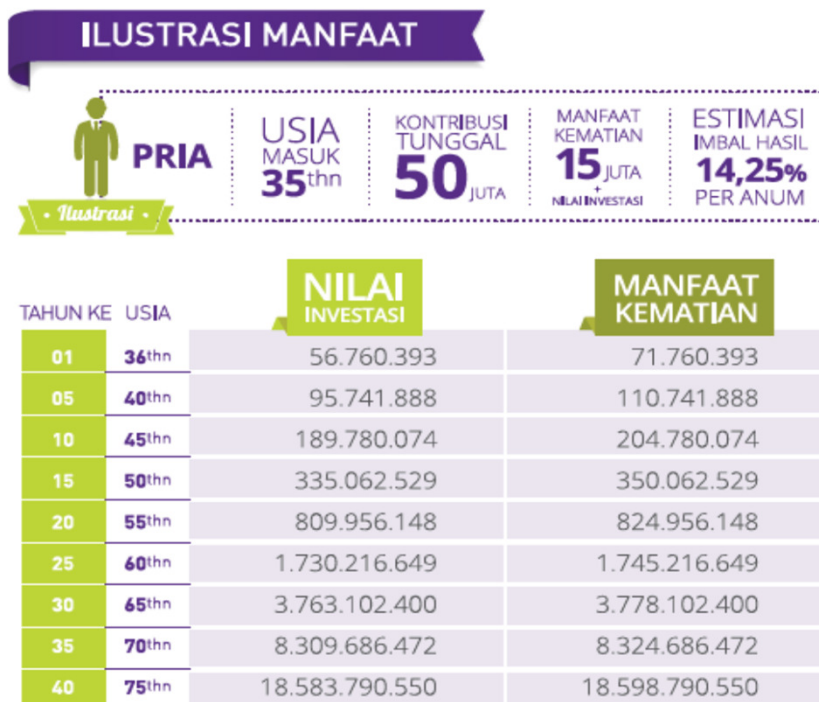 ILUSTRASI MANFAAT
PRIA
USIA
MASUK
35thn
KONTRIBUSI
TUNGGAL
50 JUTA
MANFAAT
KEMATIAN
15 JUTA
+
NILAI INVESTASI
ESTIMASI
IMBAL HASIL
14,25%
PER ANUM
• Ilustrasi •
NILAI
INVESTASI
MANFAAT
KEMATIAN
TAHUN KE USIA
01 36thn 56.760.393 71.760.393
05 40thn 95.741.888 110.741.888
10 45thn 189.780.074 204.780.074
15 50thn 335.062.529 350.062.529
20 55thn 809.956.148 824.956.148
25 60thn 1.730.216.649 1.745.216.649
30 65thn 3.763.102.400 3.778.102.400
35 70thn 8.309.686.472 8.324.686.472
40 75thn 18.583.790.550 18.598.790.550